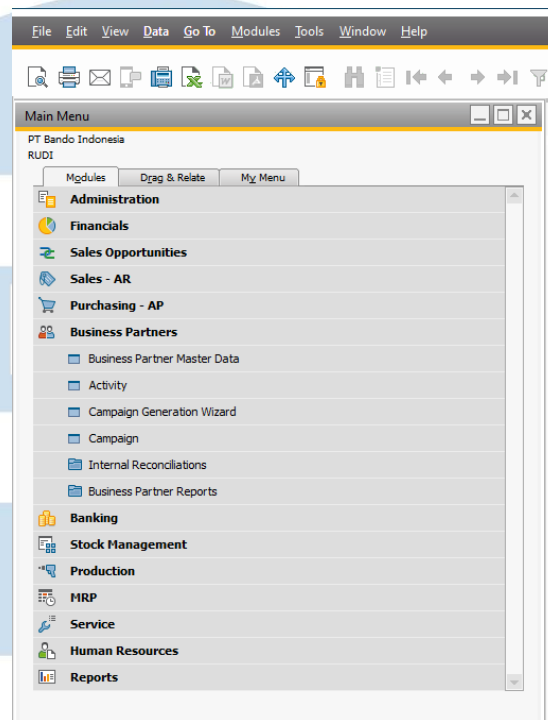 File Edit View Data Go To Modules Tools Window Help
Main Menu
PT Bando Indonesia
RUDI
Modules Drag & Relate My Menu
Administration
Financials
Sales Opportunities
Sales - AR
Purchasing - AP
Business Partners
Business Partner Master Data
Activity
Campaign Generation Wizard
Campaign
Internal Reconciliations
Business Partner Reports
Banking
Stock Management
Production
MRP
Service
Human Resources
Reports